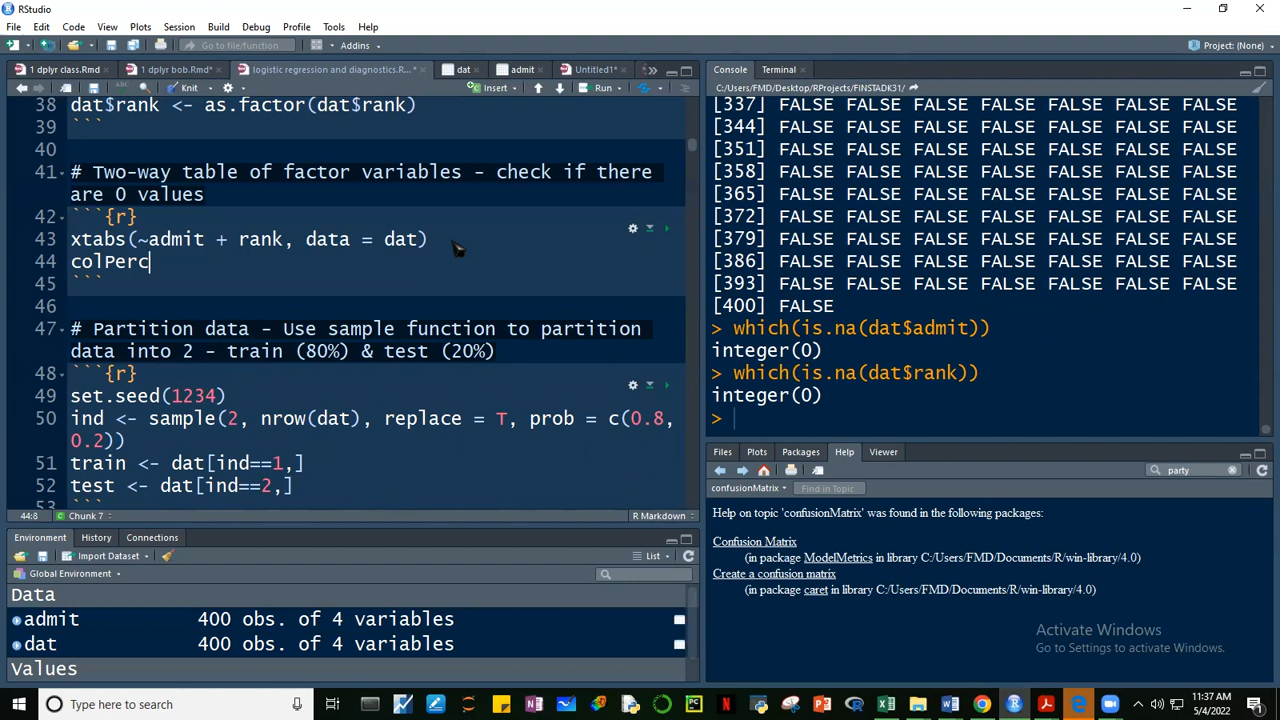 RStudio
File Edit Code View Plots Session Build Debug Profile Tools Help
Go to file/function Addins Project: (None)
1 dplyr class.Rmd 1 dplyr bob.Rmd* logistic regression and diagnostics.R...* dat admit Untitled1*
Knit Insert Run
38 dat$rank <- as.factor(dat$rank)
39 ```
40
41 # Two-way table of factor variables - check if there
are 0 values
42 ```{r}
43 xtabs(~admit + rank, data = dat)
44 colPerc
45 ```
46
47 # Partition data - Use sample function to partition
data into 2 - train (80%) & test (20%)
48 ```{r}
49 set.seed(1234)
50 ind <- sample(2, nrow(dat), replace = T, prob = c(0.8,
0.2))
51 train <- dat[ind==1,]
52 test <- dat[ind==2,]
53 ```
44:8 Chunk 7 R Markdown
Environment History Connections
Import Dataset List
Global Environment
Data
admit 400 obs. of 4 variables
dat 400 obs. of 4 variables
Values
Console Terminal
C:/Users/FMD/Desktop/RProjects/FINSTADK31/
[337] FALSE FALSE FALSE FALSE FALSE FALSE FALSE
[344] FALSE FALSE FALSE FALSE FALSE FALSE FALSE
[351] FALSE FALSE FALSE FALSE FALSE FALSE FALSE
[358] FALSE FALSE FALSE FALSE FALSE FALSE FALSE
[365] FALSE FALSE FALSE FALSE FALSE FALSE FALSE
[372] FALSE FALSE FALSE FALSE FALSE FALSE FALSE
[379] FALSE FALSE FALSE FALSE FALSE FALSE FALSE
[386] FALSE FALSE FALSE FALSE FALSE FALSE FALSE
[393] FALSE FALSE FALSE FALSE FALSE FALSE FALSE
[400] FALSE
> which(is.na(dat$admit))
integer(0)
> which(is.na(dat$rank))
integer(0)
>
Files Plots Packages Help Viewer
party
confusionMatrix Find in Topic
Help on topic 'confusionMatrix' was found in the following packages:
Confusion Matrix
(in package ModelMetrics in library C:/Users/FMD/Documents/R/win-library/4.0)
Create a confusion matrix
(in package caret in library C:/Users/FMD/Documents/R/win-library/4.0)
Activate Windows
Go to Settings to activate Windows.
Type here to search
11:37 AM
5/4/2022